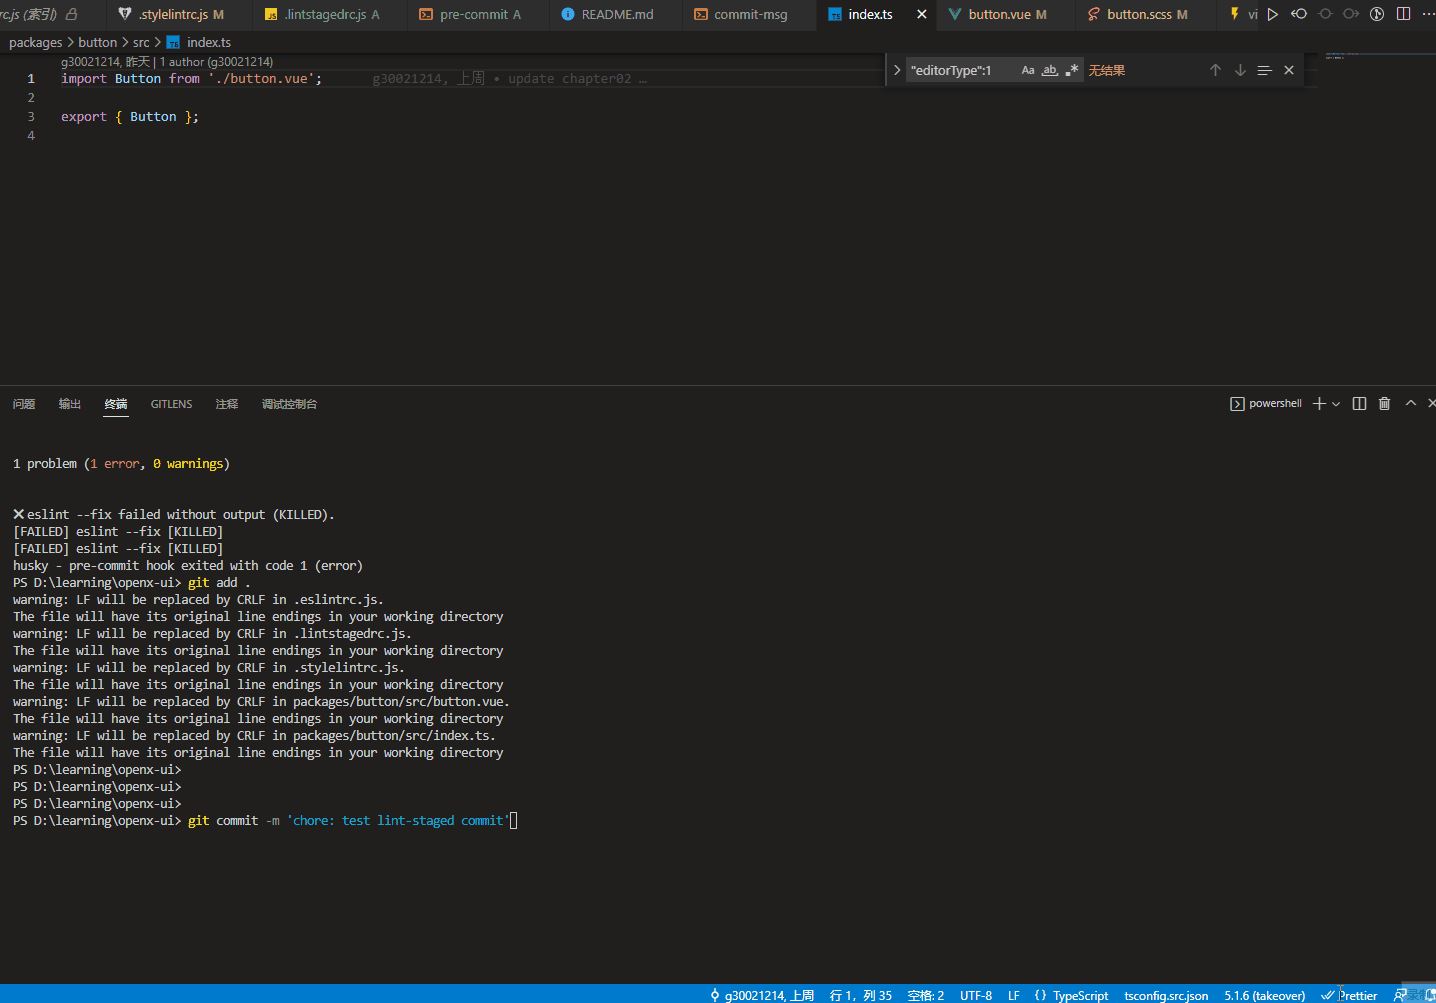 rc.js (索引) .stylelintrc.js M .lintstagedrc.js A pre-commit A README.md commit-msg index.ts button.vue M button.scss M vi
packages > button > src > index.ts
g30021214, 昨天 | 1 author (g30021214)
1 import Button from './button.vue'; g30021214, 上周 • update chapter02 …
"editorType":1 Aa ab 无结果
2
3 export { Button };
4
问题 输出 终端 GITLENS 注释 调试控制台 powershell
1 problem (1 error, 0 warnings)
× eslint --fix failed without output (KILLED).
[FAILED] eslint --fix [KILLED]
[FAILED] eslint --fix [KILLED]
husky - pre-commit hook exited with code 1 (error)
PS D:\learning\openx-ui> git add .
warning: LF will be replaced by CRLF in .eslintrc.js.
The file will have its original line endings in your working directory
warning: LF will be replaced by CRLF in .lintstagedrc.js.
The file will have its original line endings in your working directory
warning: LF will be replaced by CRLF in .stylelintrc.js.
The file will have its original line endings in your working directory
warning: LF will be replaced by CRLF in packages/button/src/button.vue.
The file will have its original line endings in your working directory
warning: LF will be replaced by CRLF in packages/button/src/index.ts.
The file will have its original line endings in your working directory
PS D:\learning\openx-ui>
PS D:\learning\openx-ui>
PS D:\learning\openx-ui>
PS D:\learning\openx-ui> git commit -m 'chore: test lint-staged commit'
g30021214, 上周 行 1，列 35 空格: 2 UTF-8 LF {} TypeScript tsconfig.src.json 5.1.6 (takeover) Prettier